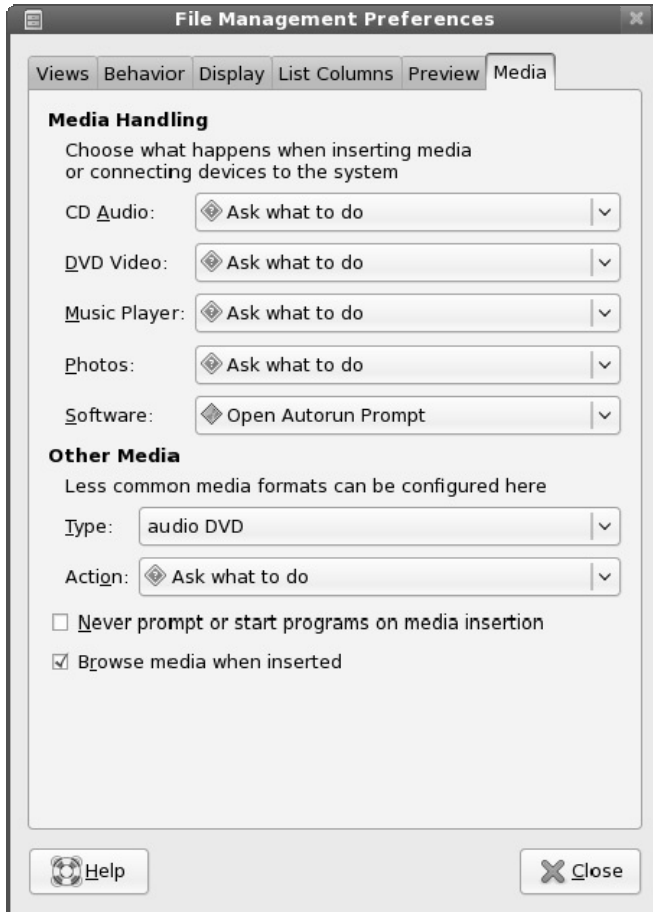 File Management Preferences
Views Behavior Display List Columns Preview Media
Media Handling
Choose what happens when inserting media
or connecting devices to the system
CD Audio: Ask what to do
DVD Video: Ask what to do
Music Player: Ask what to do
Photos: Ask what to do
Software: Open Autorun Prompt
Other Media
Less common media formats can be configured here
Type: audio DVD
Action: Ask what to do
Never prompt or start programs on media insertion
Browse media when inserted
Help Close